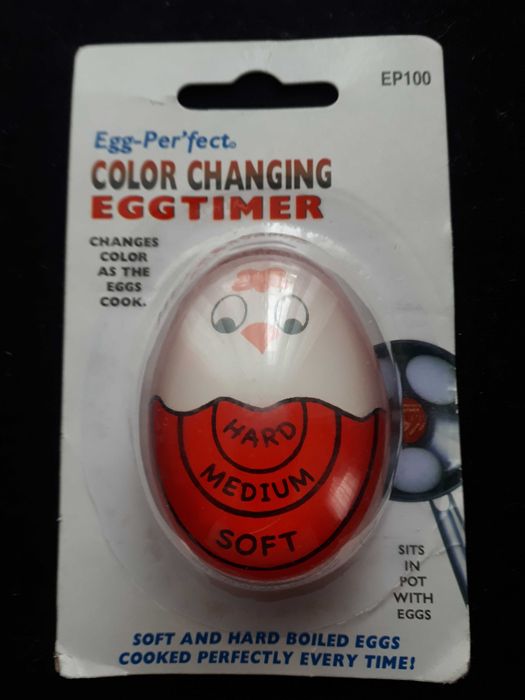 EP100
Egg-Per'fect®
COLOR CHANGING
EGGTIMER
CHANGES
COLOR
AS THE
EGGS
COOK.
HARD
MEDIUM
SOFT
SITS
IN
POT
WITH
EGGS
SOFT AND HARD BOILED EGGS
COOKED PERFECTLY EVERY TIME!